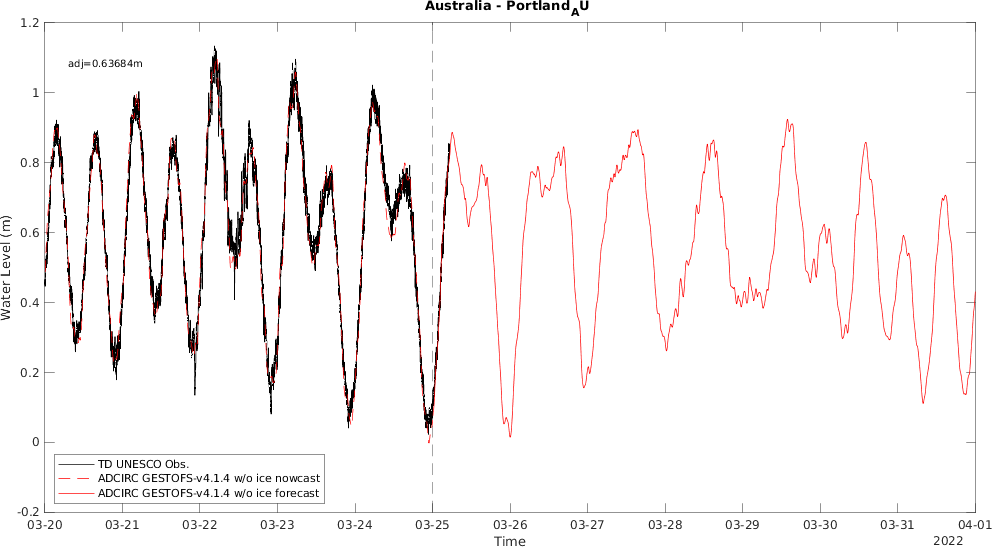 Australia - Portland_AU
1.2
1
0.8
0.6
0.4
0.2
0
-0.2
Water Level (m)
adj=0.63684m
TD UNESCO Obs.
ADCIRC GESTOFS-v4.1.4 w/o ice nowcast
ADCIRC GESTOFS-v4.1.4 w/o ice forecast
03-20 03-21 03-22 03-23 03-24 03-25 03-26 03-27 03-28 03-29 03-30 03-31 04-01
Time
2022